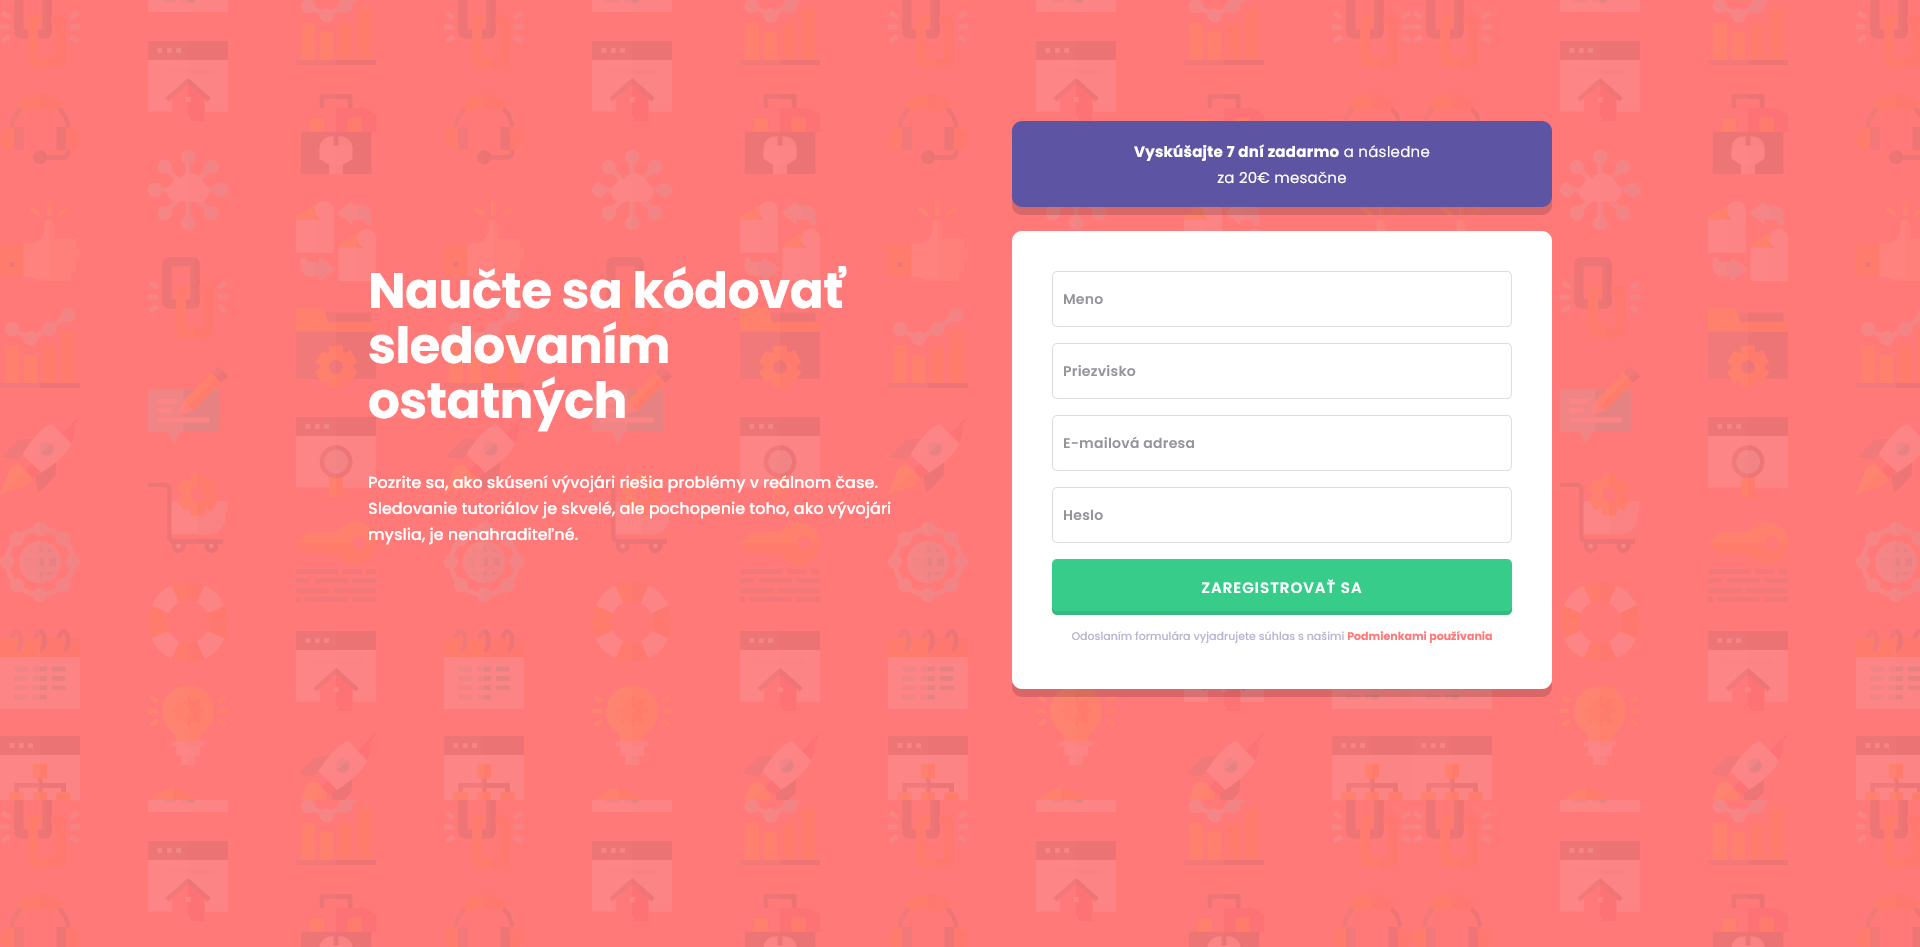 Naučte sa kódovať
sledovaním
ostatných
Pozrite sa, ako skúsení vývojári riešia problémy v reálnom čase.
Sledovanie tutoriálov je skvelé, ale pochopenie toho, ako vývojári
myslia, je nenahraditeľné.
Vyskúšajte 7 dní zadarmo a následne
za 20€ mesačne
Meno
Priezvisko
E-mailová adresa
Heslo
ZAREGISTROVAŤ SA
Odoslaním formulára vyjadrujete súhlas s našimi Podmienkami používania